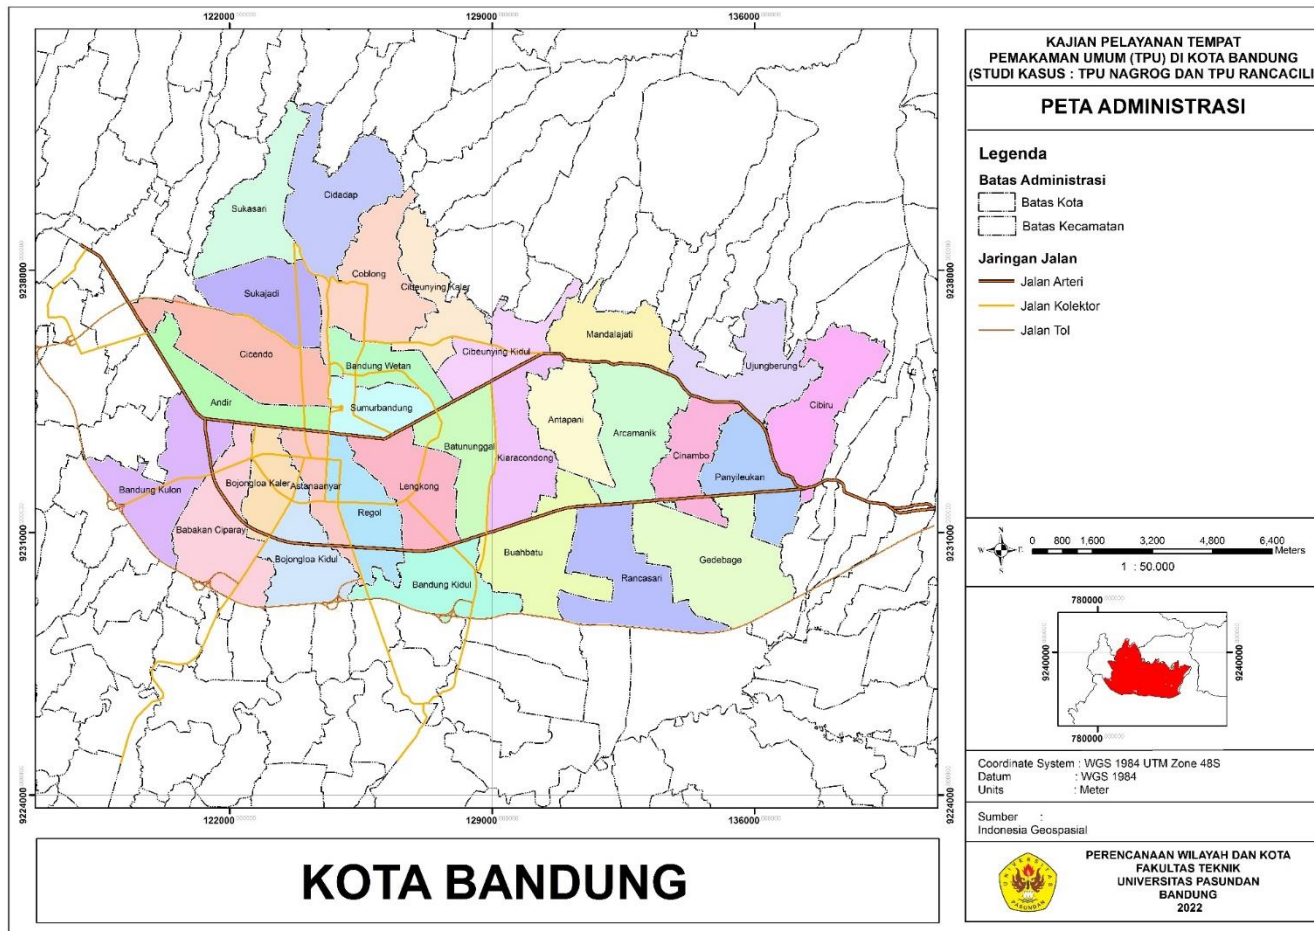 122000
129000
136000
9238000
9231000
9224000
9238000
9231000
9224000
122000
129000
136000
Cidadap
Sukasari
Coblong
Cibeunying Kaler
Sukajadi
Mandalajati
Cicendo
Cibeunying Kidul
Bandung Wetan
Ujungberung
Andir
Sumurbandung
Cibiru
Antapani
Arcamanik
Batununggal
Kiaracondong
Cinambo
Panyileukan
Bandung Kulon
Bojongloa Kaler
Astanaanyar
Lengkong
Regol
Babakan Ciparay
Buahbatu
Gedebage
Bojongloa Kidul
Bandung Kidul
Rancasari
KOTA BANDUNG
KAJIAN PELAYANAN TEMPAT
PEMAKAMAN UMUM (TPU) DI KOTA BANDUNG
(STUDI KASUS : TPU NAGROG DAN TPU RANCACILI
PETA ADMINISTRASI
Legenda
Batas Administrasi
Batas Kota
Batas Kecamatan
Jaringan Jalan
Jalan Arteri
Jalan Kolektor
Jalan Tol
N
W
E
S
0 800 1,600 3,200 4,800 6,400
Meters
1 : 50.000
780000
9240000
9240000
780000
Coordinate System : WGS 1984 UTM Zone 48S
Datum : WGS 1984
Units : Meter
Sumber :
Indonesia Geospasial
UNIVERSITAS
PASUNDAN
PERENCANAAN WILAYAH DAN KOTA
FAKULTAS TEKNIK
UNIVERSITAS PASUNDAN
BANDUNG
2022